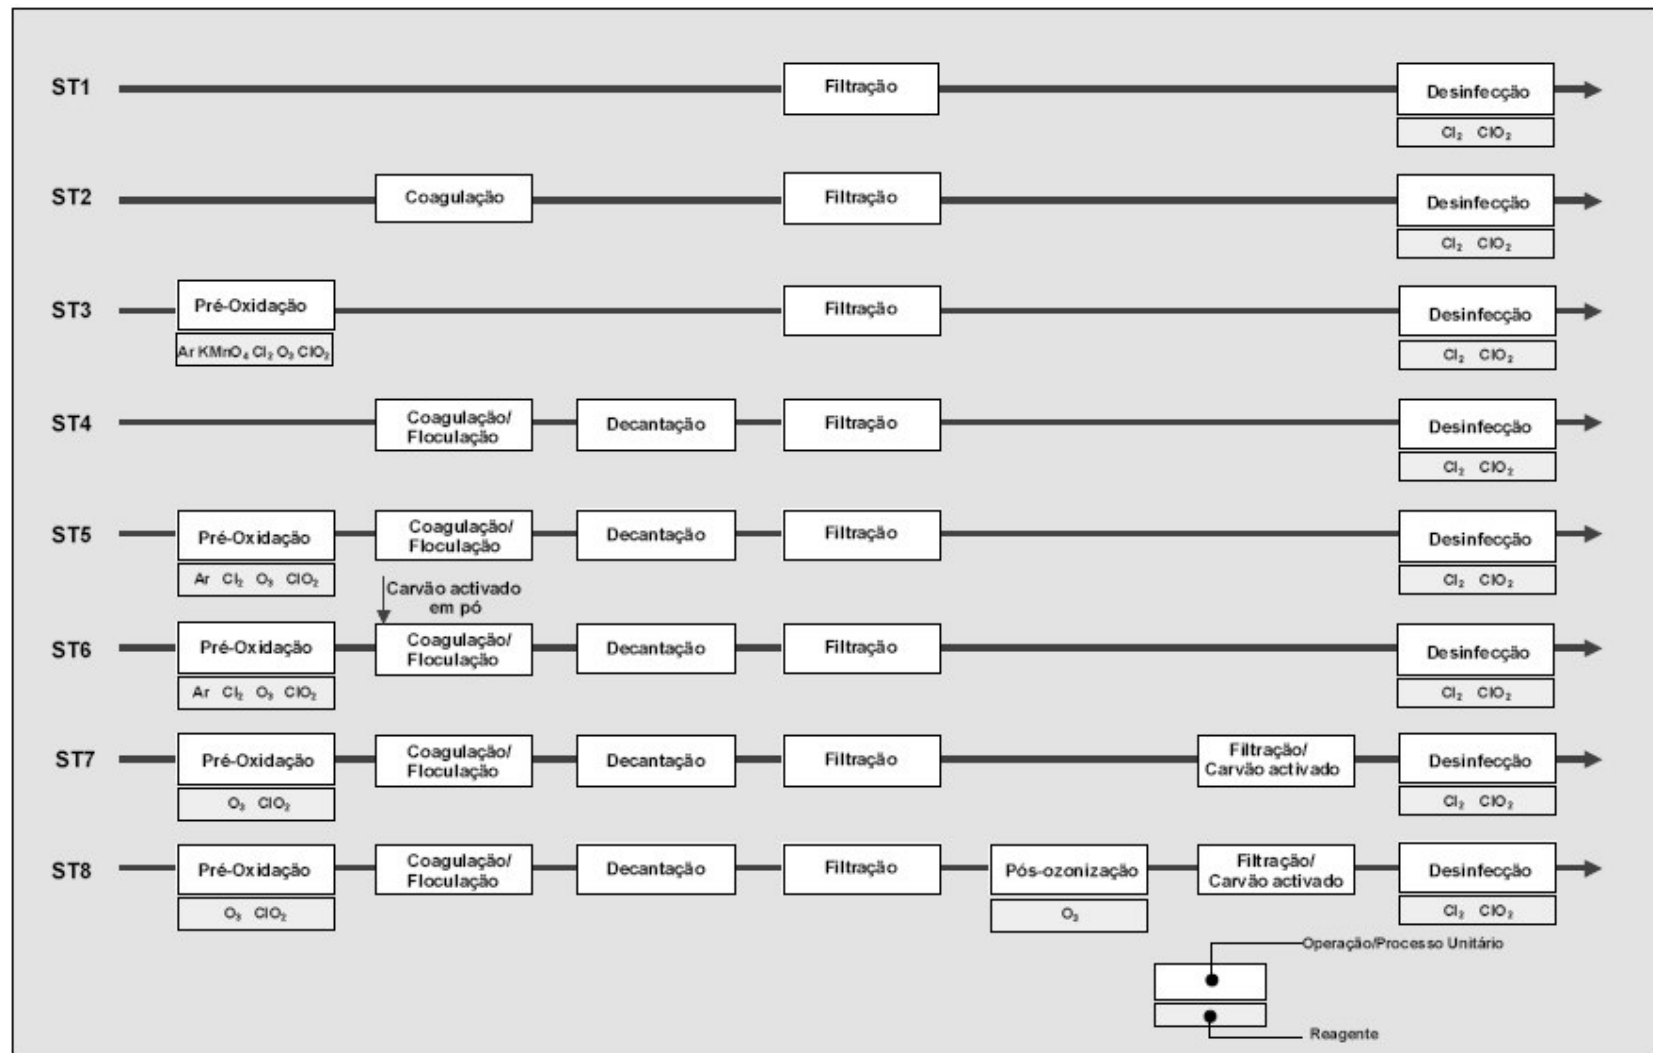 ST1
Filtração
Desinfecção
Cl₂ ClO₂
ST2
Coagulação
Filtração
Desinfecção
Cl₂ ClO₂
ST3
Pré-Oxidação
Ar KMnO₄ Cl₂ O₃ ClO₂
Filtração
Desinfecção
Cl₂ ClO₂
ST4
Coagulação/
Floculação
Decantação
Filtração
Desinfecção
Cl₂ ClO₂
ST5
Pré-Oxidação
Ar Cl₂ O₃ ClO₂
Coagulação/
Floculação
Decantação
Filtração
Desinfecção
Cl₂ ClO₂
ST6
Pré-Oxidação
Ar Cl₂ O₃ ClO₂
Carvão activado
em pó
Coagulação/
Floculação
Decantação
Filtração
Desinfecção
Cl₂ ClO₂
ST7
Pré-Oxidação
O₃ ClO₂
Coagulação/
Floculação
Decantação
Filtração
Filtração/
Carvão activado
Desinfecção
Cl₂ ClO₂
ST8
Pré-Oxidação
O₃ ClO₂
Coagulação/
Floculação
Decantação
Filtração
Pós-ozonização
O₃
Filtração/
Carvão activado
Desinfecção
Cl₂ ClO₂
Operação/Processo Unitário
Reagente